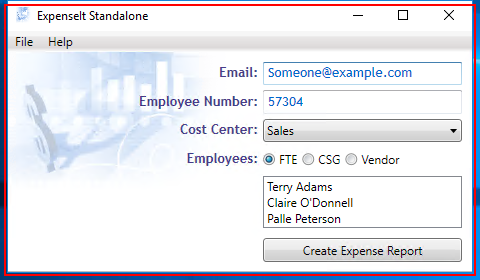 ExpenseIt Standalone
File Help
Email: Someone@example.com
Employee Number: 57304
Cost Center: Sales
Employees: FTE CSG Vendor
Terry Adams
Claire O'Donnell
Palle Peterson
Create Expense Report